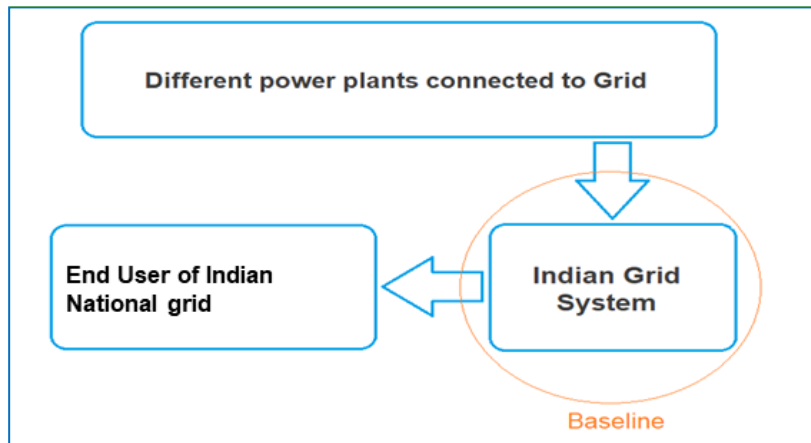 Different power plants connected to Grid
End User of Indian
National grid
Indian Grid
System
Baseline